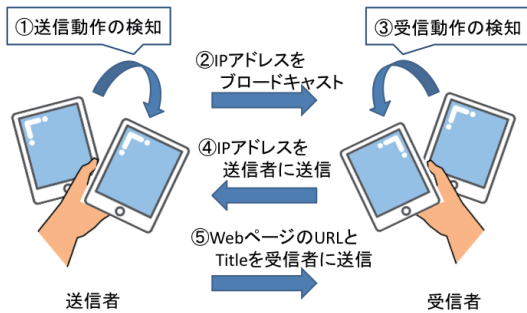 ①送信動作の検知
③受信動作の検知
②IPアドレスを
ブロードキャスト
④IPアドレスを
送信者に送信
⑤WebページのURLと
Titleを受信者に送信
送信者
受信者